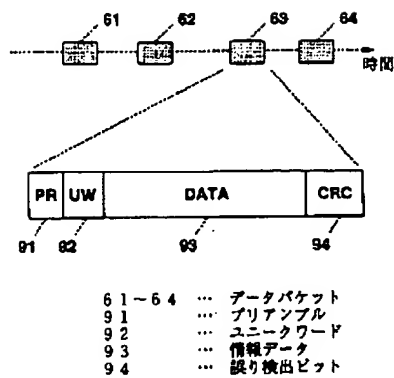 61 62 63 64
時間
PR UW DATA CRC
91 92 93 94
61~64 … データパケット
91 … プリアンブル
92 … ユニークワード
93 … 情報データ
94 … 誤り検出ビット